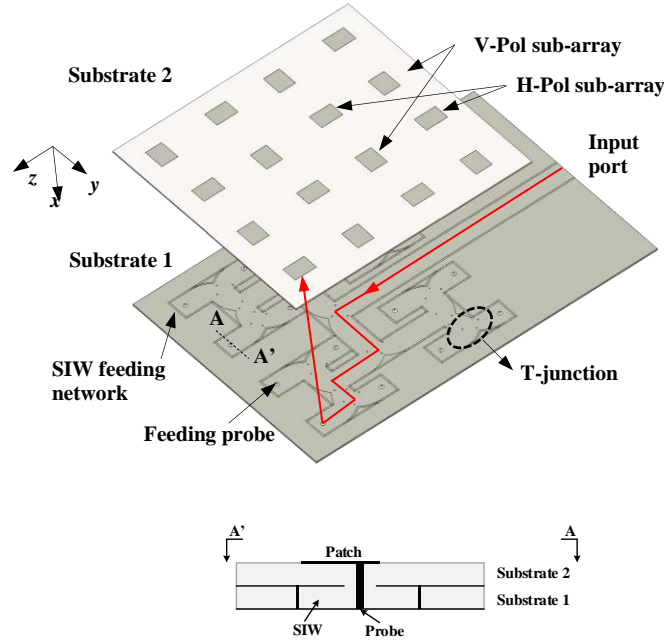 Substrate 2
V-Pol sub-array
H-Pol sub-array
Input
port
z
x
y
Substrate 1
A
A'
SIW feeding
network
T-junction
Feeding probe
A'
A
Patch
Substrate 2
Substrate 1
SIW
Probe